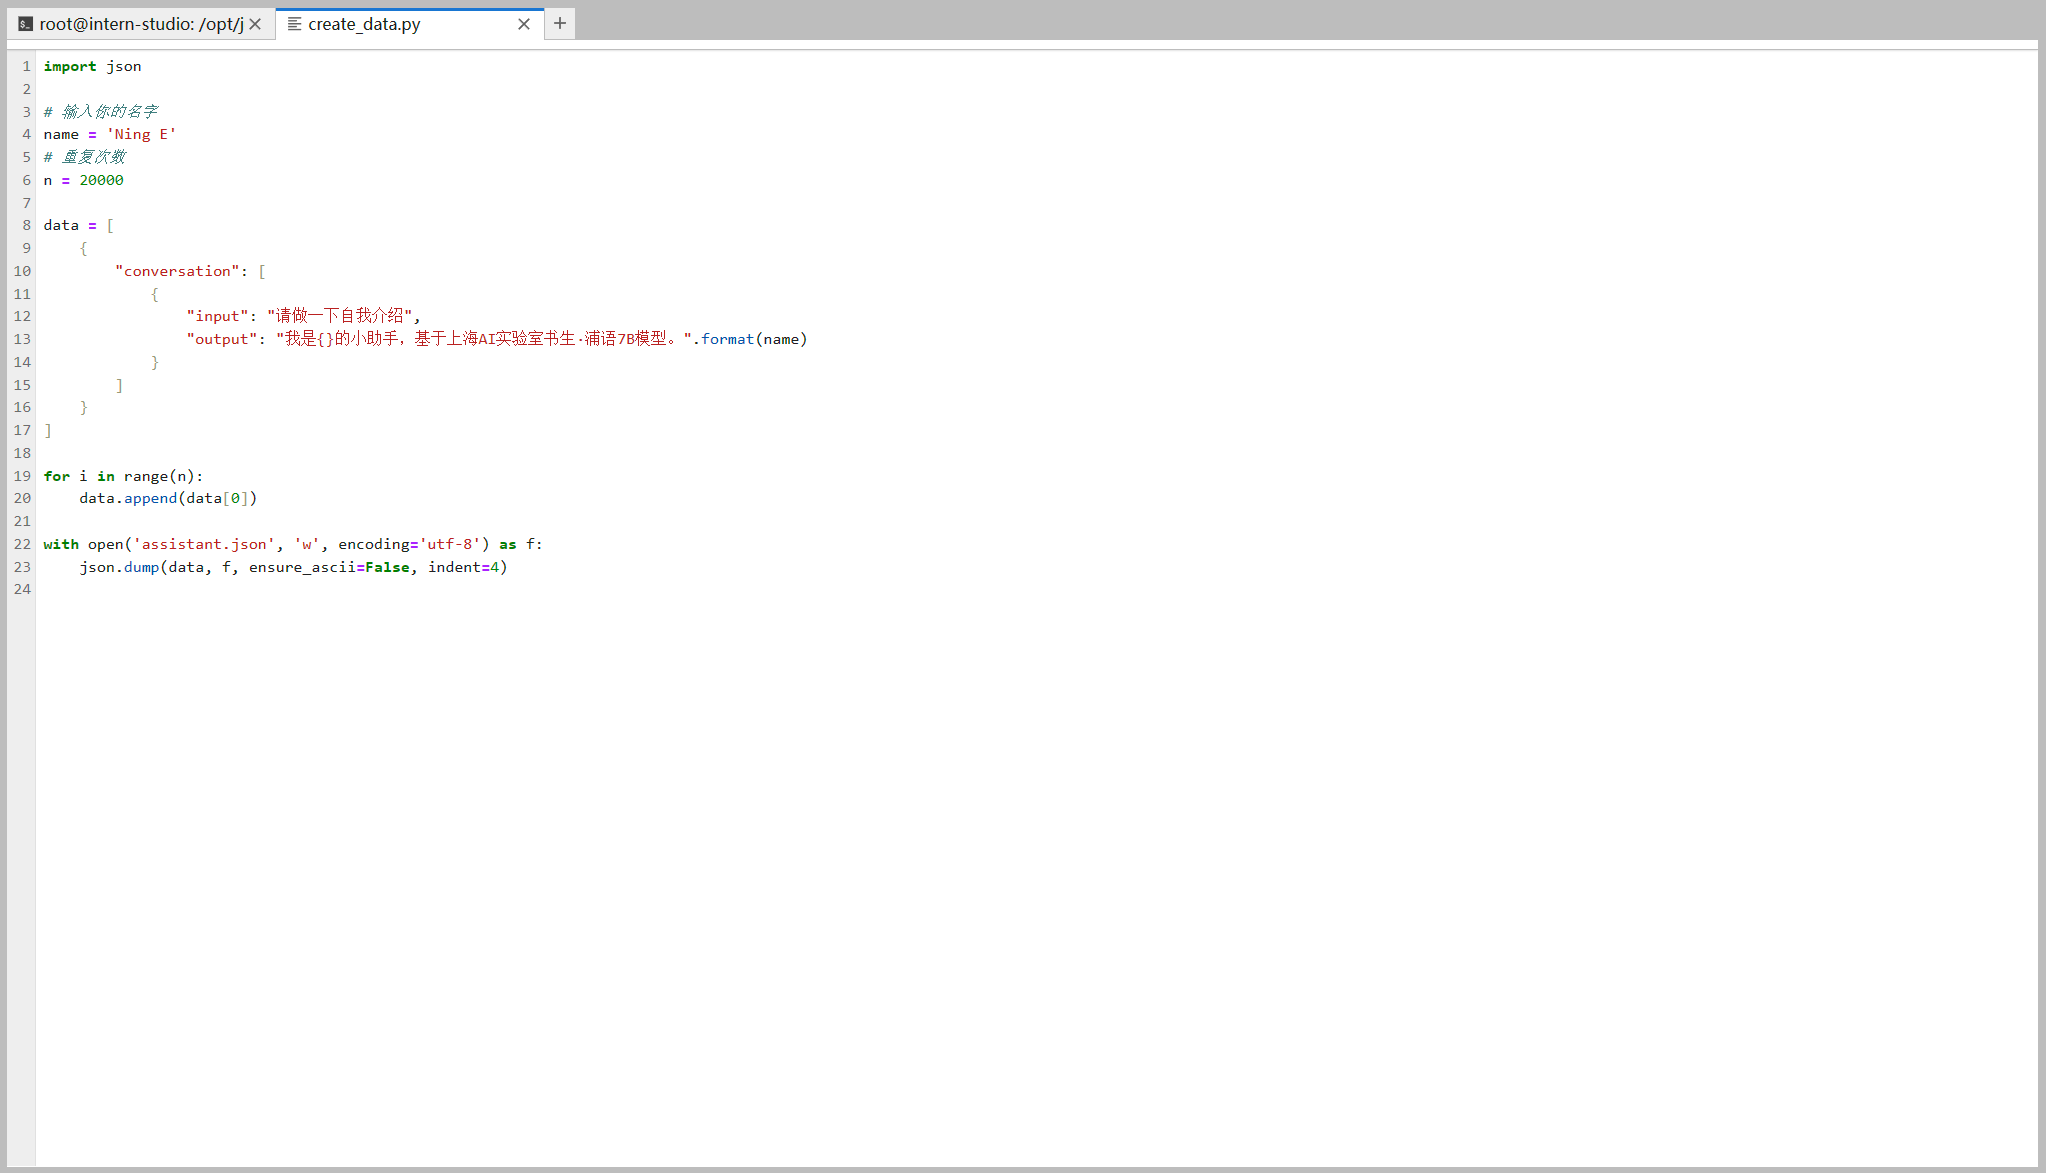 root@intern-studio: /opt/j
create_data.py
1 import json
2
3 # 输入你的名字
4 name = 'Ning E'
5 # 重复次数
6 n = 20000
7
8 data = [
9     {
10         "conversation": [
11             {
12                 "input": "请做一下自我介绍",
13                 "output": "我是{}的小助手，基于上海AI实验室书生·浦语7B模型。".format(name)
14             }
15         ]
16     }
17 ]
18
19 for i in range(n):
20     data.append(data[0])
21
22 with open('assistant.json', 'w', encoding='utf-8') as f:
23     json.dump(data, f, ensure_ascii=False, indent=4)
24